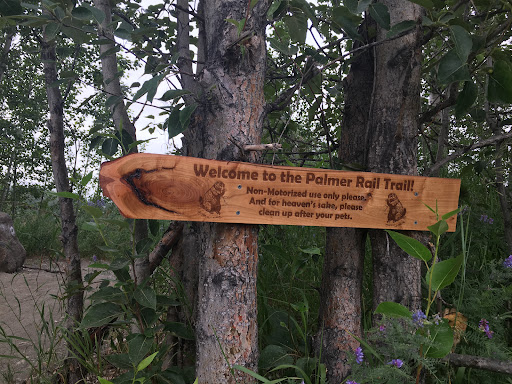 Welcome to the Palmer Rail Trail!
Non-Motorized use only please.
And for heaven's sake, please
clean up after your pets.